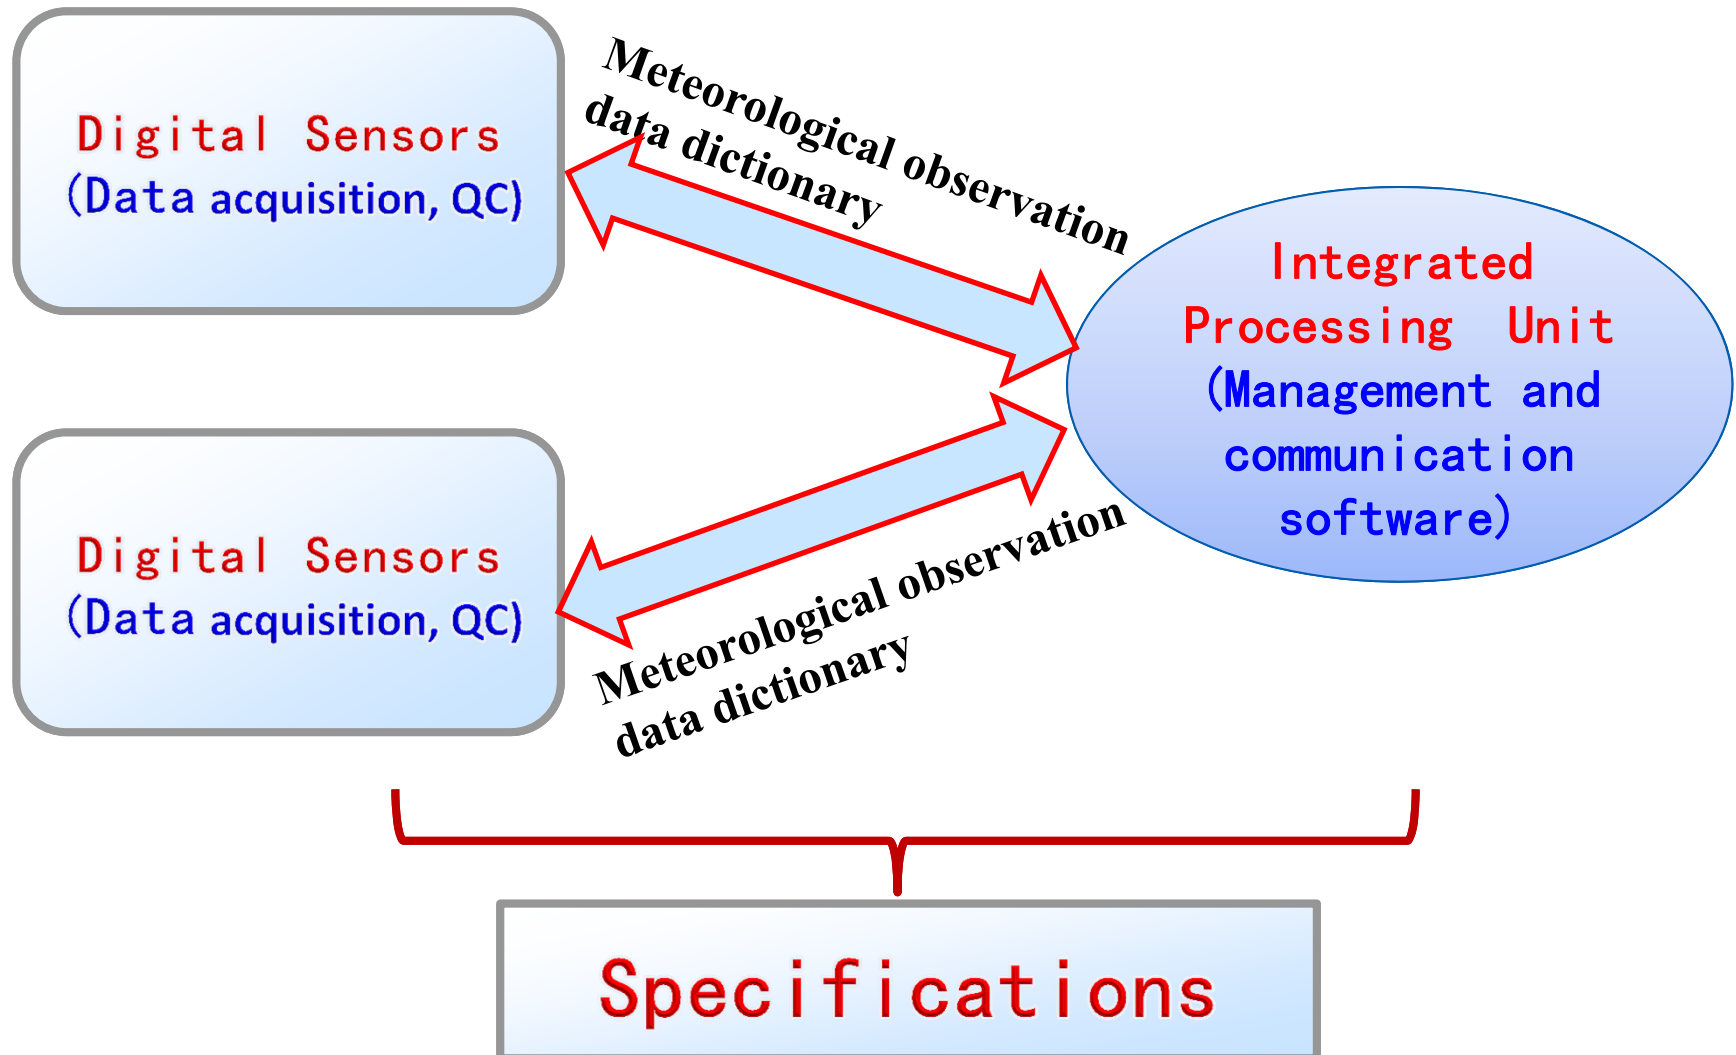 Digital Sensors
(Data acquisition, QC)
Meteorological observation
data dictionary
Integrated
Processing Unit
(Management and
communication
software)
Digital Sensors
(Data acquisition, QC)
Meteorological observation
data dictionary
Specifications